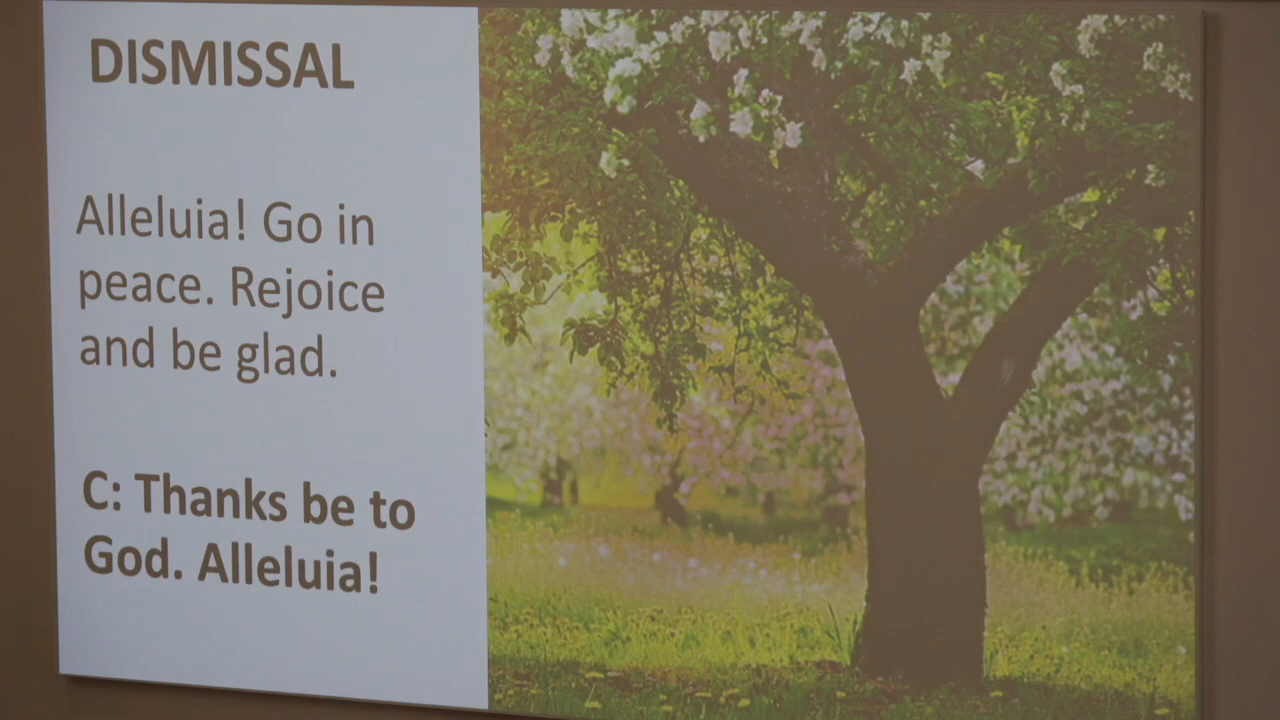 DISMISSAL
Alleluia! Go in
peace. Rejoice
and be glad.
C: Thanks be to
God. Alleluia!